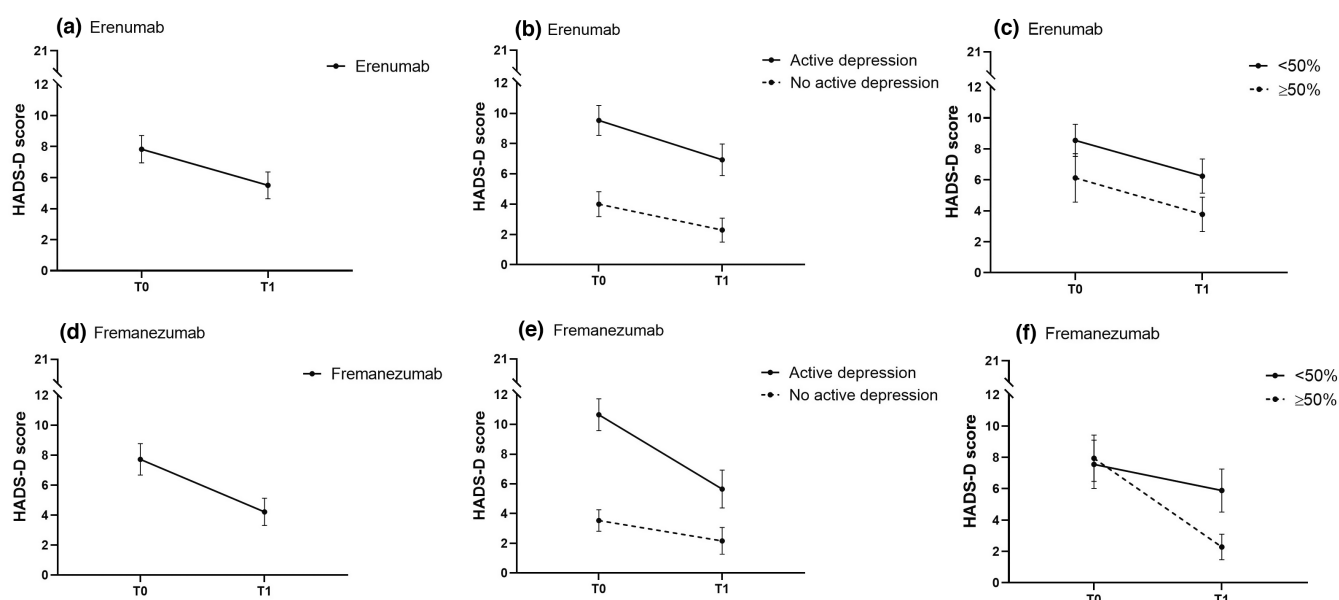 (a) Erenumab
21
12
10
8
6
4
2
0
HADS-D score
T0 T1
Erenumab
(b) Erenumab
21
12
10
8
6
4
2
0
HADS-D score
T0 T1
Active depression
No active depression
(c) Erenumab
21
12
10
8
6
4
2
0
HADS-D score
T0 T1
<50%
≥50%
(d) Fremanezumab
21
12
10
8
6
4
2
0
HADS-D score
T0 T1
Fremanezumab
(e) Fremanezumab
21
12
10
8
6
4
2
0
HADS-D score
T0 T1
Active depression
No active depression
(f) Fremanezumab
21
12
10
8
6
4
2
0
HADS-D score
T0 T1
<50%
≥50%